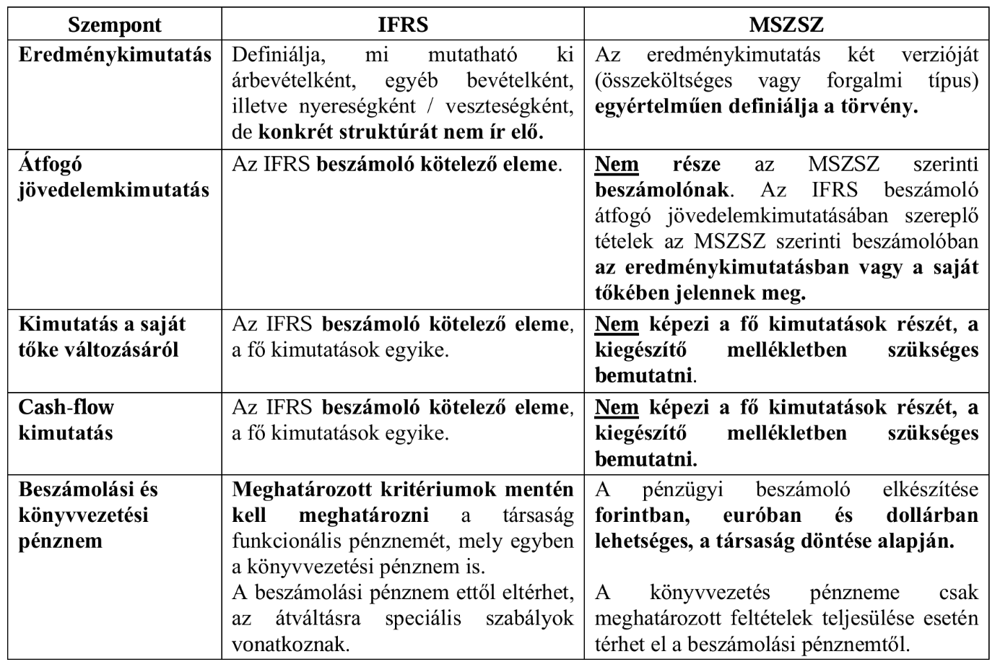 Szempont
IFRS
MSZSZ
Eredménykimutatás
Definiálja, mi mutatható ki
árbevételként, egyéb bevételként,
illetve nyereségként / veszteségként,
de konkrét struktúrát nem ír elő.
Az eredménykimutatás két verzióját
(összeköltséges vagy forgalmi típus)
egyértelműen definiálja a törvény.
Átfogó
jövedelemkimutatás
Az IFRS beszámoló kötelező eleme.
Nem része az MSZSZ szerinti
beszámolónak. Az IFRS beszámoló
átfogó jövedelemkimutatásában szereplő
tételek az MSZSZ szerinti beszámolóban
az eredménykimutatásban vagy a saját
tőkében jelennek meg.
Kimutatás a saját
tőke változásáról
Az IFRS beszámoló kötelező eleme,
a fő kimutatások egyike.
Nem képezi a fő kimutatások részét, a
kiegészítő mellékletben szükséges
bemutatni.
Cash-flow
kimutatás
Az IFRS beszámoló kötelező eleme,
a fő kimutatások egyike.
Nem képezi a fő kimutatások részét, a
kiegészítő mellékletben szükséges
bemutatni.
Beszámolási és
könyvvezetési
pénznem
Meghatározott kritériumok mentén
kell meghatározni a társaság
funkcionális pénznemét, mely egyben
a könyvvezetési pénznem is.
A beszámolási pénznem ettől eltérhet,
az átváltásra speciális szabályok
vonatkoznak.
A pénzügyi beszámoló elkészítése
forintban, euróban és dollárban
lehetséges, a társaság döntése alapján.
A könyvvezetés pénzneme csak
meghatározott feltételek teljesülése esetén
térhet el a beszámolási pénznemtől.